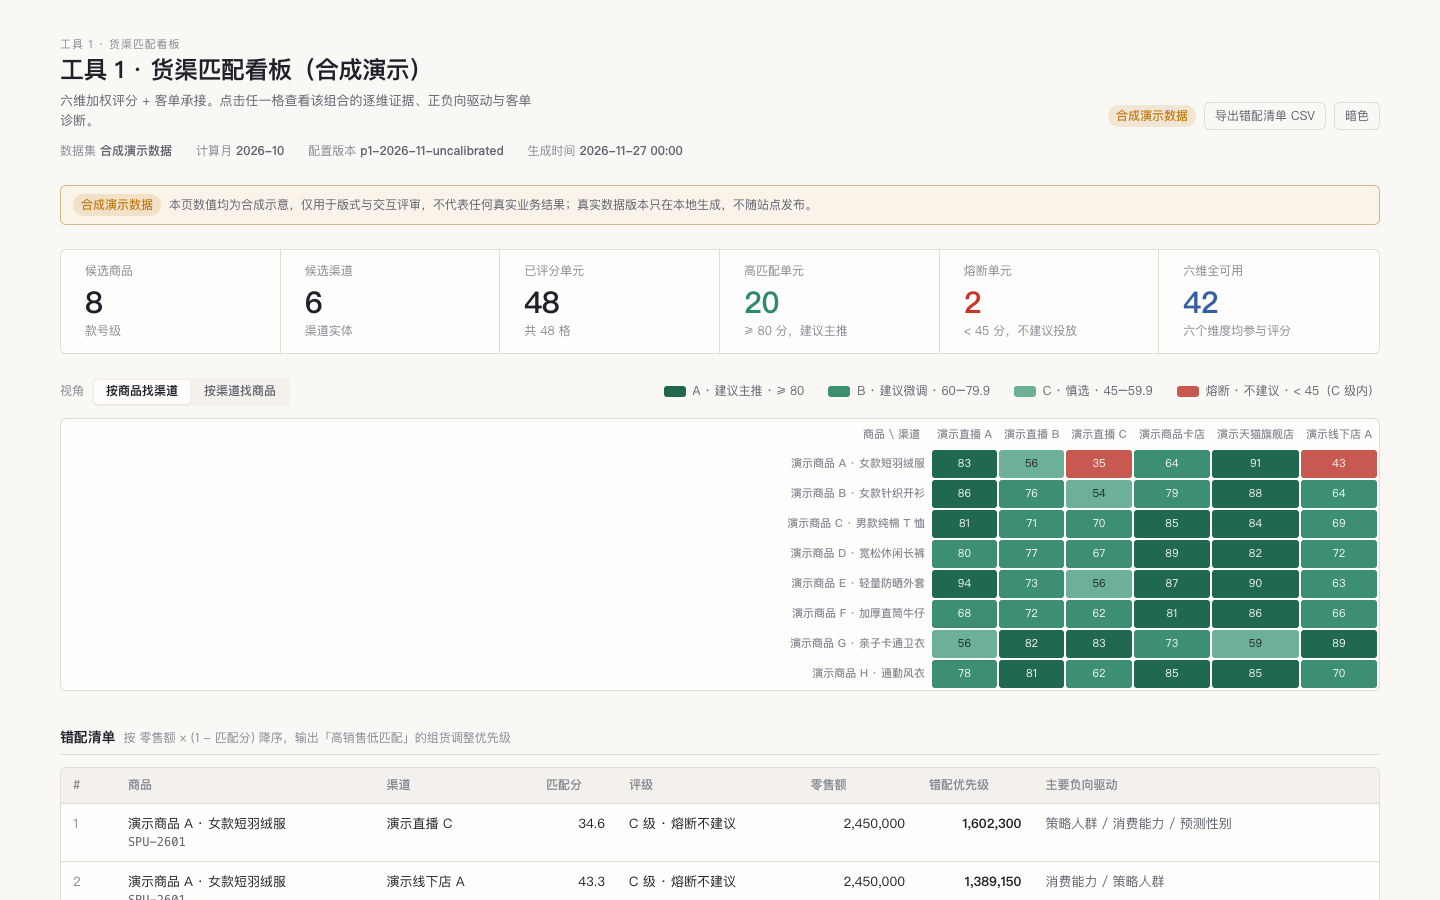 工具 1 · 货渠匹配看板
工具 1 · 货渠匹配看板（合成演示）
六维加权评分 + 客单承接。点击任一格查看该组合的逐维证据、正负向驱动与客单
诊断。
合成演示数据 导出错配清单 CSV 暗色
数据集 合成演示数据 计算月 2026-10 配置版本 p1-2026-11-uncalibrated 生成时间 2026-11-27 00:00
合成演示数据 本页数值均为合成示意，仅用于版式与交互评审，不代表任何真实业务结果；真实数据版本只在本地生成，不随站点发布。
候选商品 候选渠道 已评分单元 高匹配单元 熔断单元 六维全可用
8 6 48 20 2 42
款号级 渠道实体 共 48 格 ≥ 80 分，建议主推 < 45 分，不建议投放 六个维度均参与评分
视角 按商品找渠道 按渠道找商品 A · 建议主推 · ≥ 80 B · 建议微调 · 60–79.9 C · 慎选 · 45–59.9 熔断 · 不建议 · < 45（C 级内）
商品 \ 渠道 演示直播 A 演示直播 B 演示直播 C 演示商品卡店 演示天猫旗舰店 演示线下店 A
演示商品 A · 女款短羽绒服 83 56 35 64 91 43
演示商品 B · 女款针织开衫 86 76 54 79 88 64
演示商品 C · 男款纯棉 T 恤 81 71 70 85 84 69
演示商品 D · 宽松休闲长裤 80 77 67 89 82 72
演示商品 E · 轻量防晒外套 94 73 56 87 90 63
演示商品 F · 加厚直筒牛仔 68 72 62 81 86 66
演示商品 G · 亲子卡通卫衣 56 82 83 73 59 89
演示商品 H · 通勤风衣 78 81 62 85 85 70
错配清单 按 零售额 × (1 − 匹配分) 降序，输出「高销售低匹配」的组货调整优先级
# 商品 渠道 匹配分 评级 零售额 错配优先级 主要负向驱动
1 演示商品 A · 女款短羽绒服 演示直播 C 34.6 C 级 · 熔断不建议 2,450,000 1,602,300 策略人群 / 消费能力 / 预测性别
SPU-2601
2 演示商品 A · 女款短羽绒服 演示线下店 A 43.3 C 级 · 熔断不建议 2,450,000 1,389,150 消费能力 / 策略人群
SPU-2601